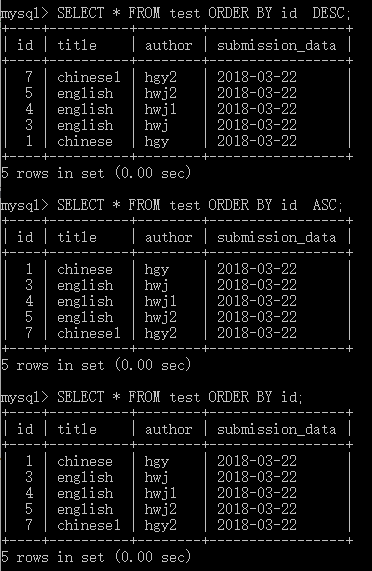 mysql> SELECT * FROM test ORDER BY id  DESC;
+----+----------+--------+-----------------+
| id | title    | author | submission_data |
+----+----------+--------+-----------------+
|  7 | chinese1 | hgy2   | 2018-03-22      |
|  5 | english  | hwj2   | 2018-03-22      |
|  4 | english  | hwj1   | 2018-03-22      |
|  3 | english  | hwj    | 2018-03-22      |
|  1 | chinese  | hgy    | 2018-03-22      |
+----+----------+--------+-----------------+
5 rows in set (0.00 sec)
mysql> SELECT * FROM test ORDER BY id  ASC;
+----+----------+--------+-----------------+
| id | title    | author | submission_data |
+----+----------+--------+-----------------+
|  1 | chinese  | hgy    | 2018-03-22      |
|  3 | english  | hwj    | 2018-03-22      |
|  4 | english  | hwj1   | 2018-03-22      |
|  5 | english  | hwj2   | 2018-03-22      |
|  7 | chinese1 | hgy2   | 2018-03-22      |
+----+----------+--------+-----------------+
5 rows in set (0.00 sec)
mysql> SELECT * FROM test ORDER BY id;
+----+----------+--------+-----------------+
| id | title    | author | submission_data |
+----+----------+--------+-----------------+
|  1 | chinese  | hgy    | 2018-03-22      |
|  3 | english  | hwj    | 2018-03-22      |
|  4 | english  | hwj1   | 2018-03-22      |
|  5 | english  | hwj2   | 2018-03-22      |
|  7 | chinese1 | hgy2   | 2018-03-22      |
+----+----------+--------+-----------------+
5 rows in set (0.00 sec)